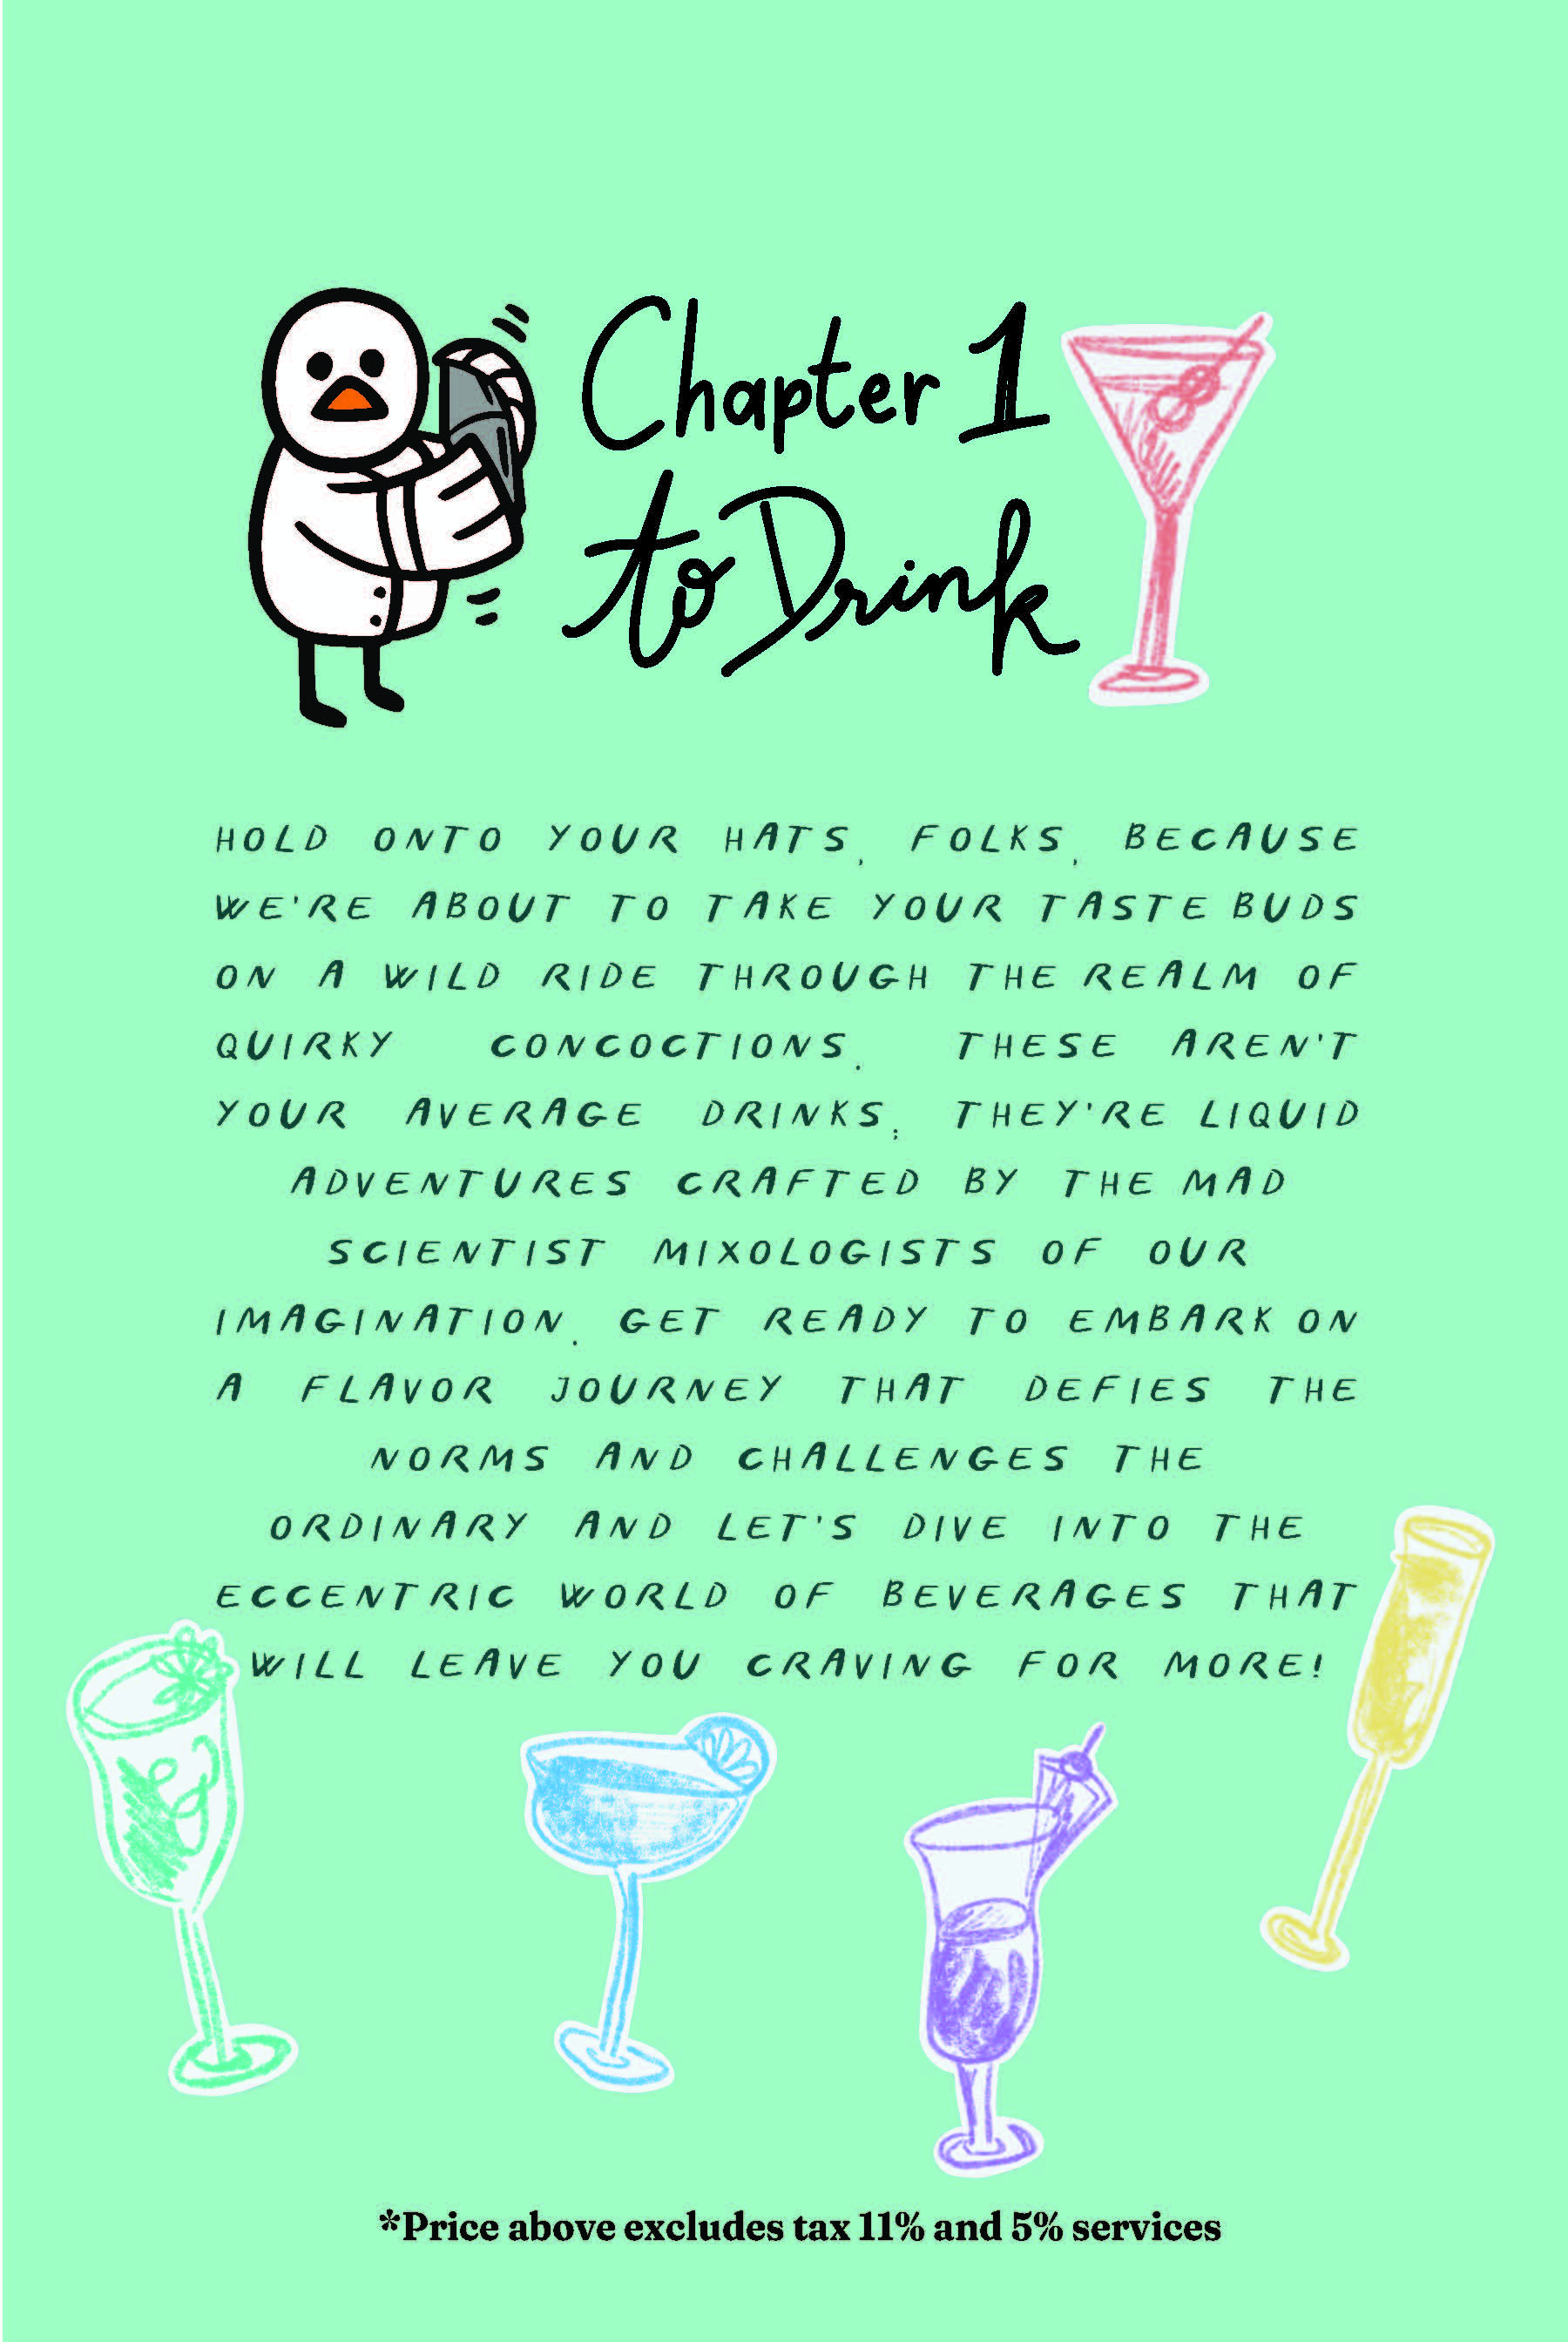 Chapter 1
to Drink
HOLD ONTO YOUR HATS, FOLKS, BECAUSE
WE'RE ABOUT TO TAKE YOUR TASTE BUDS
ON A WILD RIDE THROUGH THE REALM OF
QUIRKY CONCOCTIONS. THESE AREN'T
YOUR AVERAGE DRINKS; THEY'RE LIQUID
ADVENTURES CRAFTED BY THE MAD
SCIENTIST MIXOLOGISTS OF OUR
IMAGINATION. GET READY TO EMBARK ON
A FLAVOR JOURNEY THAT DEFIES THE
NORMS AND CHALLENGES THE
ORDINARY AND LET'S DIVE INTO THE
ECCENTRIC WORLD OF BEVERAGES THAT
WILL LEAVE YOU CRAVING FOR MORE!
*Price above excludes tax 11% and 5% services